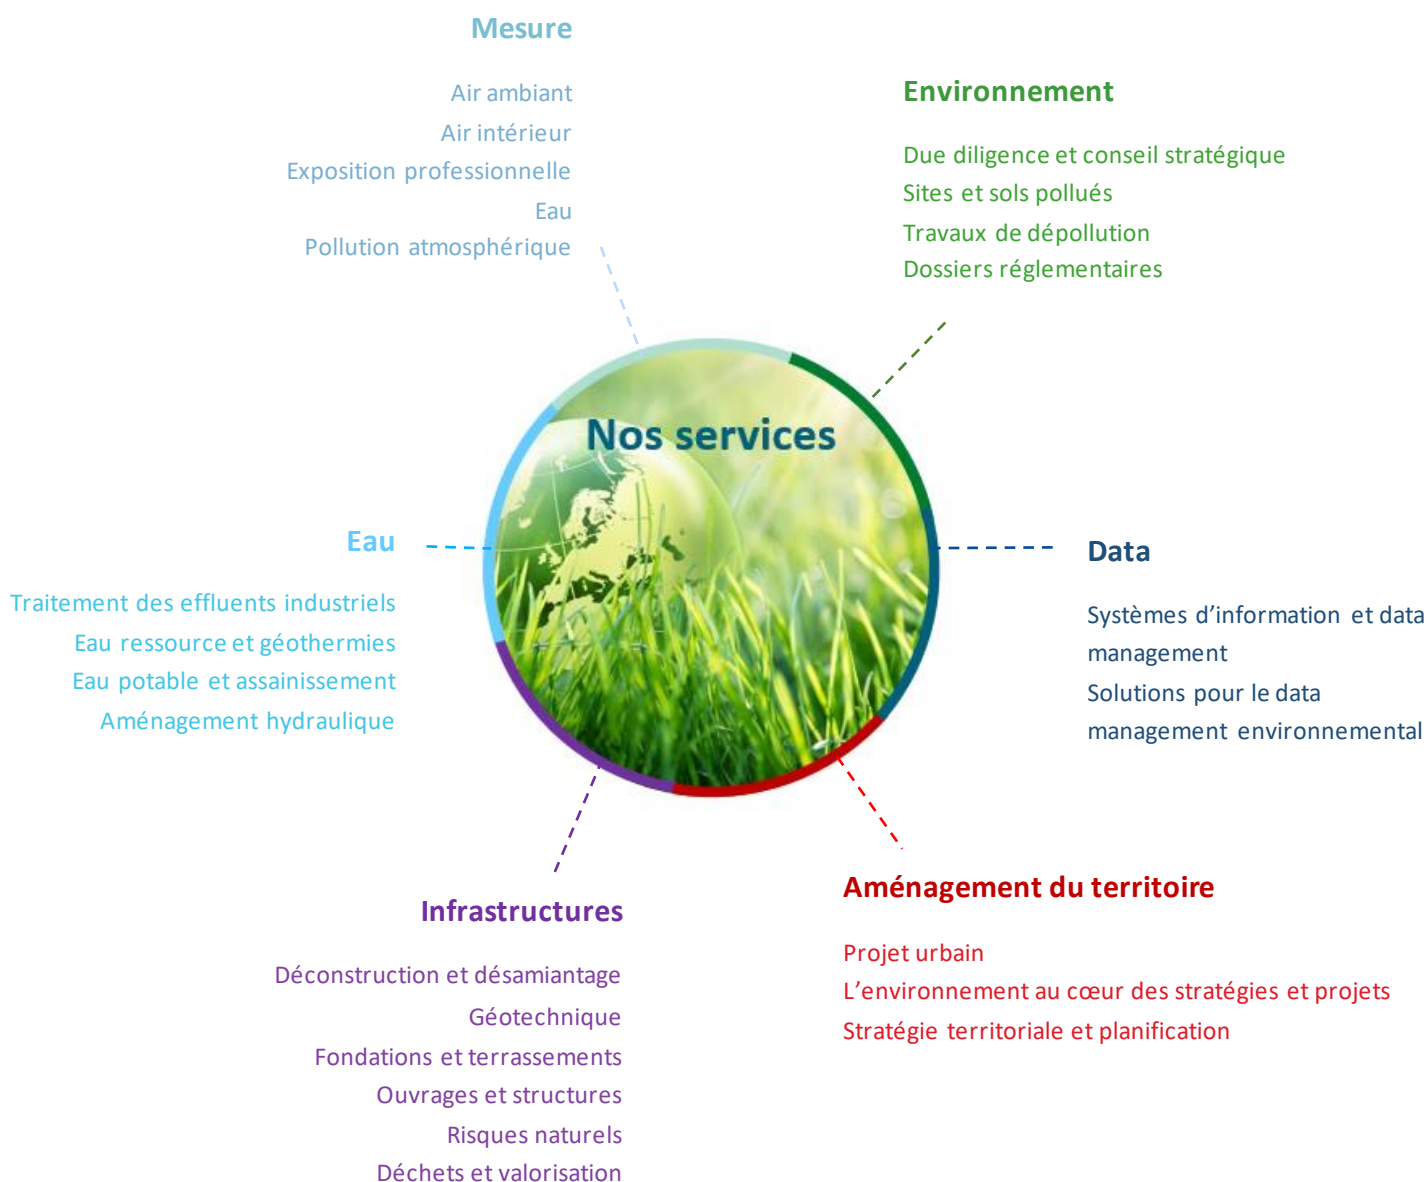 Mesure
Air ambiant
Air intérieur
Exposition professionnelle
Eau
Pollution atmosphérique
Environnement
Due diligence et conseil stratégique
Sites et sols pollués
Travaux de dépollution
Dossiers réglementaires
Nos services
Eau
Traitement des effluents industriels
Eau ressource et géothermies
Eau potable et assainissement
Aménagement hydraulique
Data
Systèmes d’information et data
management
Solutions pour le data
management environnemental
Infrastructures
Déconstruction et désamiantage
Géotechnique
Fondations et terrassements
Ouvrages et structures
Risques naturels
Déchets et valorisation
Aménagement du territoire
Projet urbain
L’environnement au cœur des stratégies et projets
Stratégie territoriale et planification